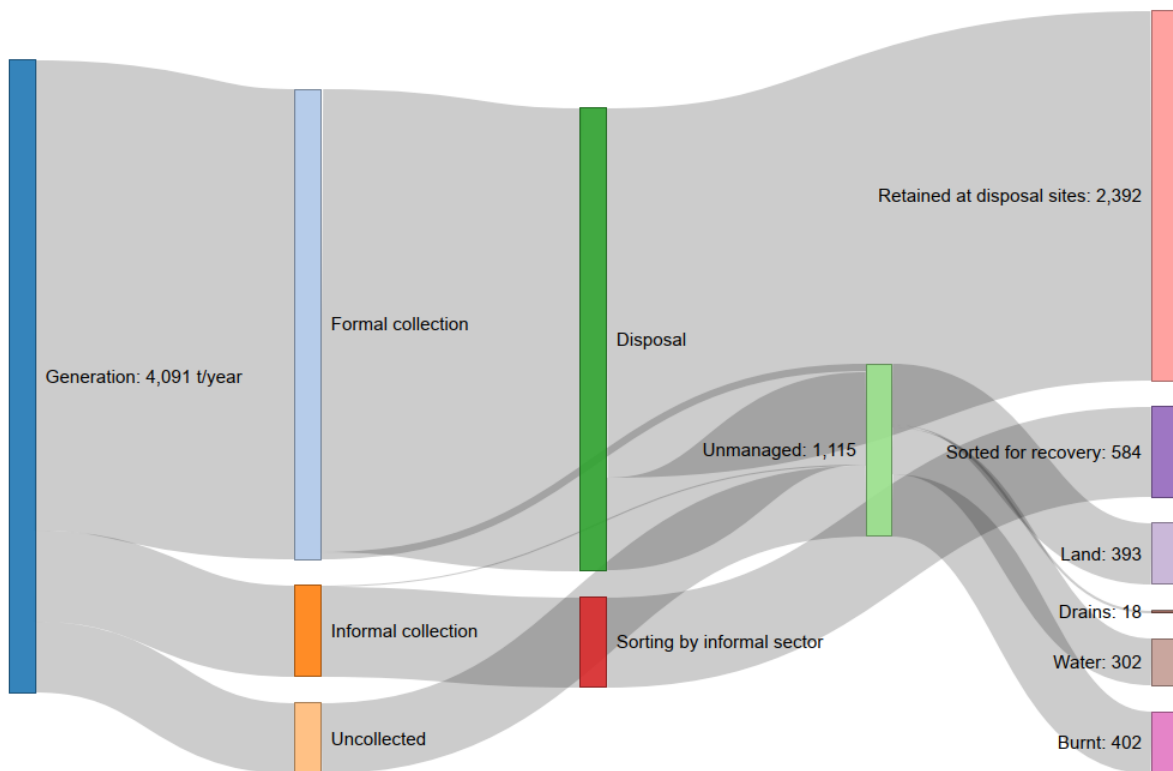 Retained at disposal sites: 2,392
Formal collection
Disposal
Generation: 4,091 t/year
Unmanaged: 1,115
Sorted for recovery: 584
Land: 393
Drains: 18
Informal collection
Sorting by informal sector
Water: 302
Uncollected
Burnt: 402